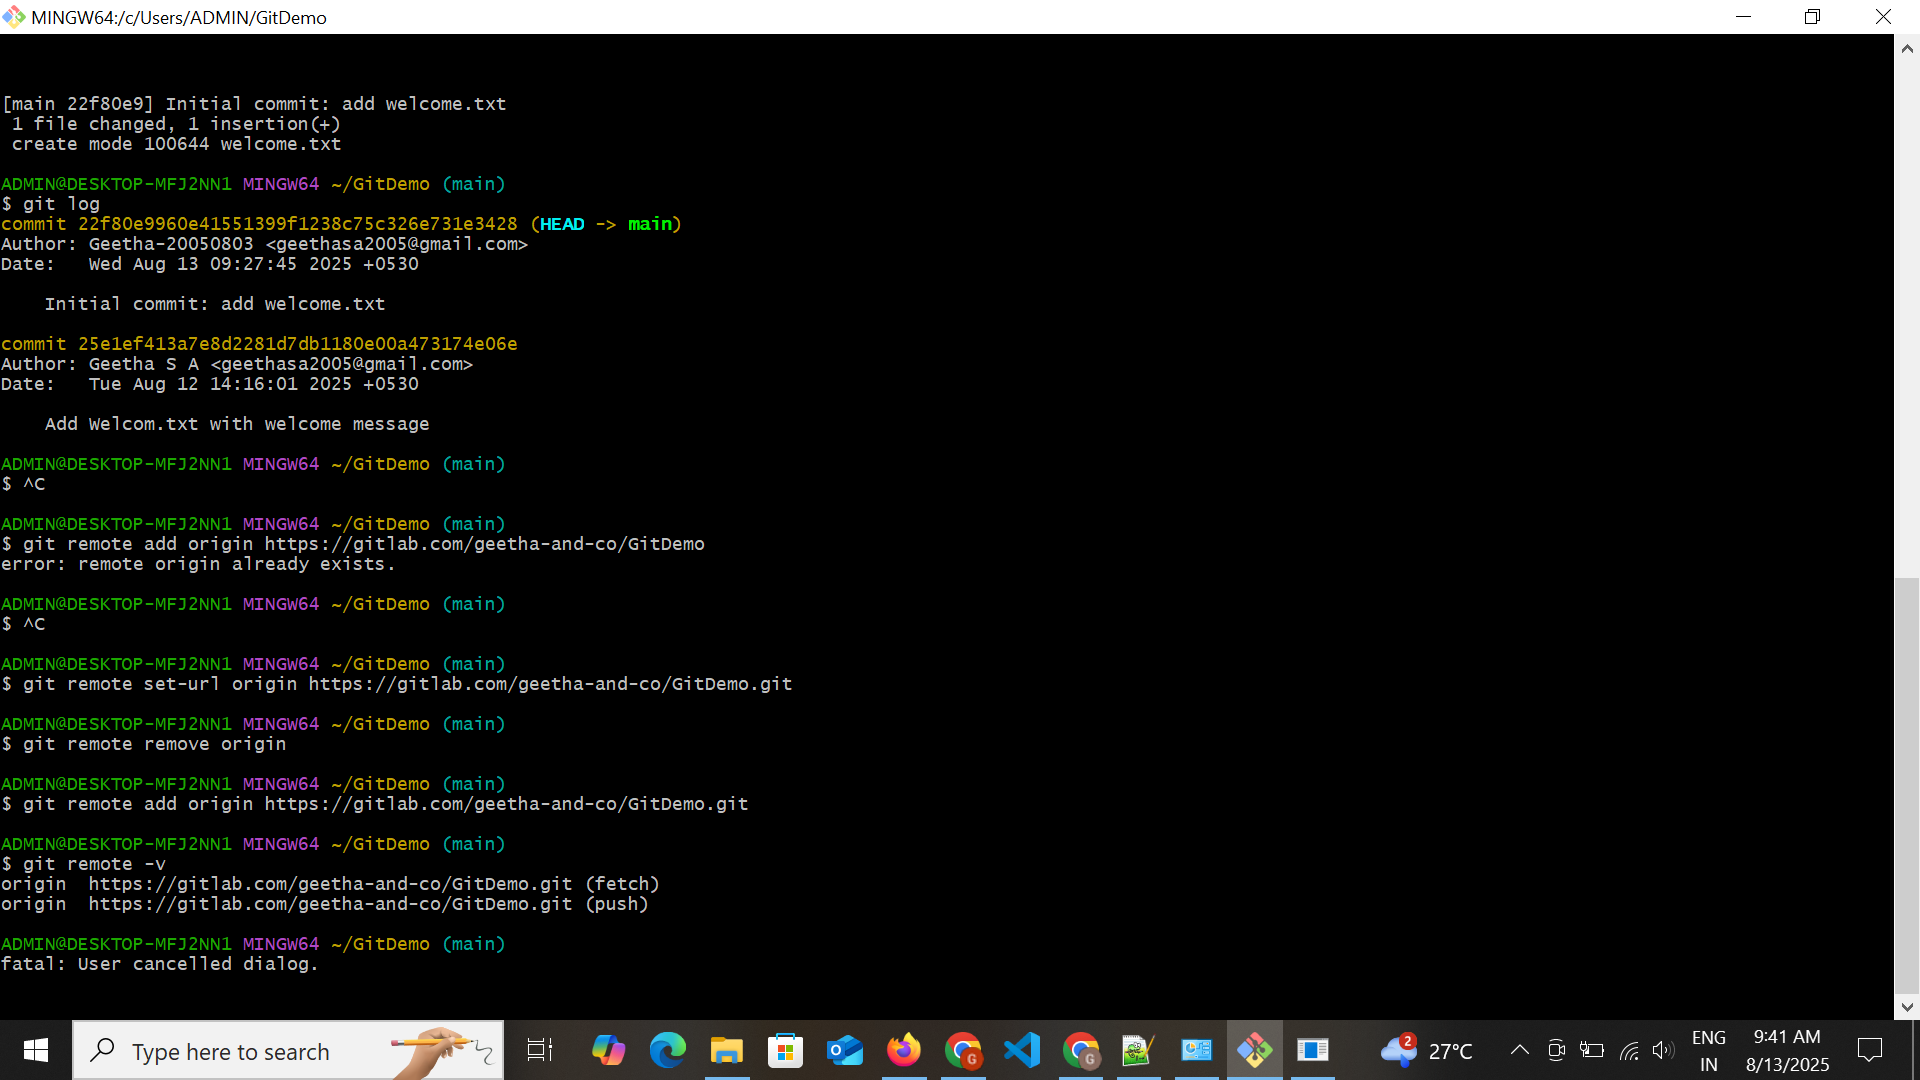 MINGW64:/c/Users/ADMIN/GitDemo
[main 22f80e9] Initial commit: add welcome.txt
 1 file changed, 1 insertion(+)
 create mode 100644 welcome.txt
ADMIN@DESKTOP-MFJ2NN1 MINGW64 ~/GitDemo (main)
$ git log
commit 22f80e9960e41551399f1238c75c326e731e3428 (HEAD -> main)
Author: Geetha-20050803 <geethasa2005@gmail.com>
Date:   Wed Aug 13 09:27:45 2025 +0530
    Initial commit: add welcome.txt
commit 25e1ef413a7e8d2281d7db1180e00a473174e06e
Author: Geetha S A <geethasa2005@gmail.com>
Date:   Tue Aug 12 14:16:01 2025 +0530
    Add Welcom.txt with welcome message
ADMIN@DESKTOP-MFJ2NN1 MINGW64 ~/GitDemo (main)
$ ^C
ADMIN@DESKTOP-MFJ2NN1 MINGW64 ~/GitDemo (main)
$ git remote add origin https://gitlab.com/geetha-and-co/GitDemo
error: remote origin already exists.
ADMIN@DESKTOP-MFJ2NN1 MINGW64 ~/GitDemo (main)
$ ^C
ADMIN@DESKTOP-MFJ2NN1 MINGW64 ~/GitDemo (main)
$ git remote set-url origin https://gitlab.com/geetha-and-co/GitDemo.git
ADMIN@DESKTOP-MFJ2NN1 MINGW64 ~/GitDemo (main)
$ git remote remove origin
ADMIN@DESKTOP-MFJ2NN1 MINGW64 ~/GitDemo (main)
$ git remote add origin https://gitlab.com/geetha-and-co/GitDemo.git
ADMIN@DESKTOP-MFJ2NN1 MINGW64 ~/GitDemo (main)
$ git remote -v
origin  https://gitlab.com/geetha-and-co/GitDemo.git (fetch)
origin  https://gitlab.com/geetha-and-co/GitDemo.git (push)
ADMIN@DESKTOP-MFJ2NN1 MINGW64 ~/GitDemo (main)
fatal: User cancelled dialog.
Type here to search
G
G
2
27°C
ENG
IN
9:41 AM
8/13/2025